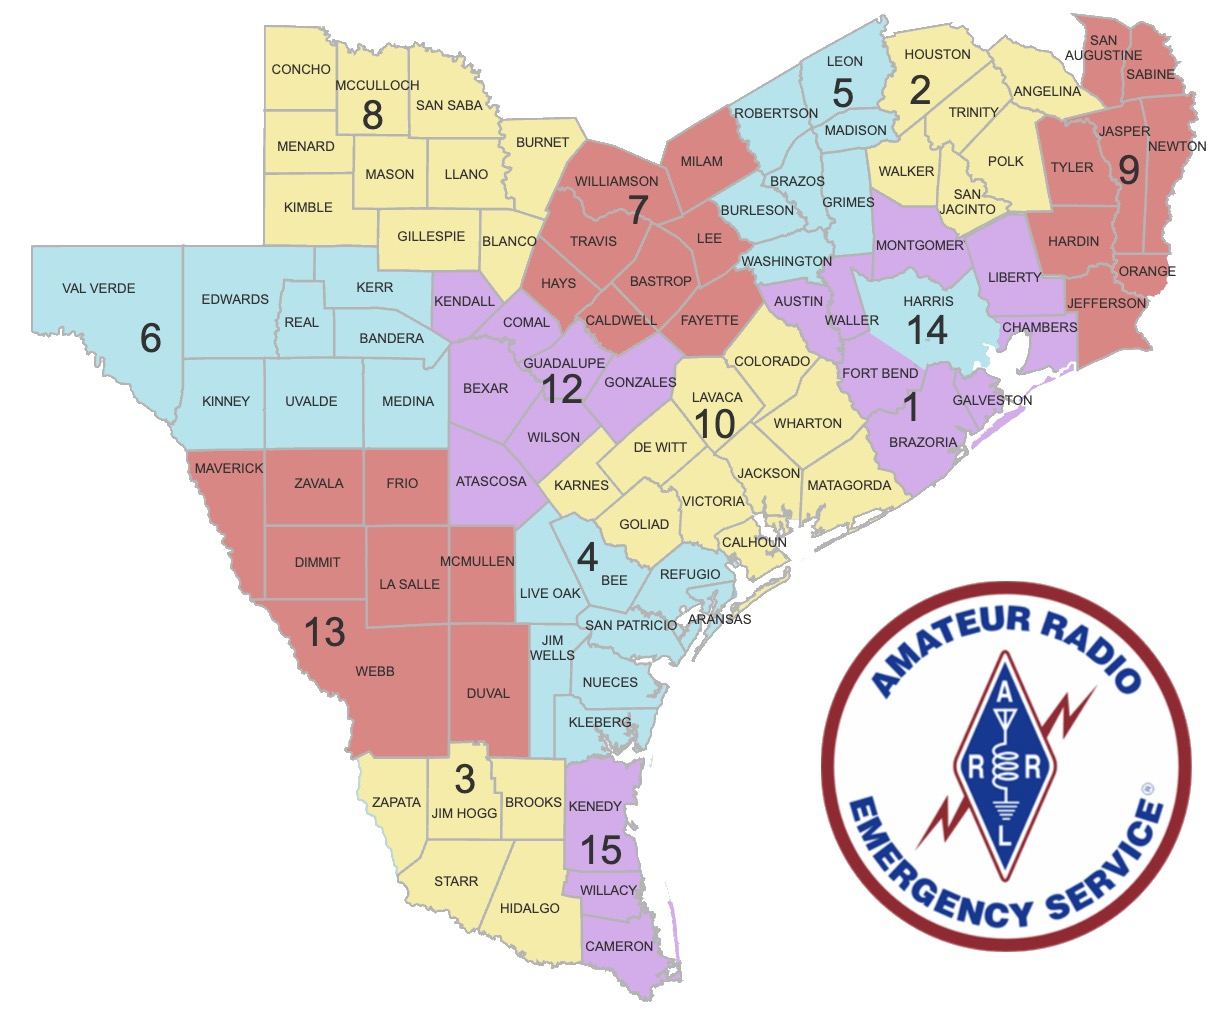 CONCHO
MCCULLOCH
8
SAN SABA
MENARD
MASON
LLANO
BURNET
KIMBLE
GILLESPIE
BLANCO
LEON
5
ROBERTSON
MADISON
BRAZOS
GRIMES
BURLESON
WASHINGTON
HOUSTON
2
TRINITY
ANGELINA
WALKER
SAN
JACINTO
POLK
SAN
AUGUSTINE
SABINE
JASPER
NEWTON
TYLER
9
HARDIN
ORANGE
JEFFERSON
MILAM
WILLIAMSON
7
TRAVIS
LEE
HAYS
BASTROP
CALDWELL
FAYETTE
MONTGOMER
LIBERTY
CHAMBERS
AUSTIN
WALLER
HARRIS
14
FORT BEND
1
GALVESTON
BRAZORIA
VAL VERDE
6
EDWARDS
KERR
REAL
BANDERA
KINNEY
UVALDE
MEDINA
KENDALL
COMAL
GUADALUPE
12
BEXAR
GONZALES
WILSON
ATASCOSA
COLORADO
LAVACA
10
WHARTON
DE WITT
KARNES
JACKSON
MATAGORDA
VICTORIA
GOLIAD
CALHOUN
MAVERICK
ZAVALA
FRIO
DIMMIT
LA SALLE
MCMULLEN
13
WEBB
DUVAL
4
BEE
LIVE OAK
REFUGIO
ARANSAS
SAN PATRICIO
JIM
WELLS
NUECES
KLEBERG
ZAPATA
3
JIM HOGG
BROOKS
STARR
HIDALGO
KENEDY
15
WILLACY
CAMERON
AMATEUR RADIO
A
R R
L
EMERGENCY SERVICE®